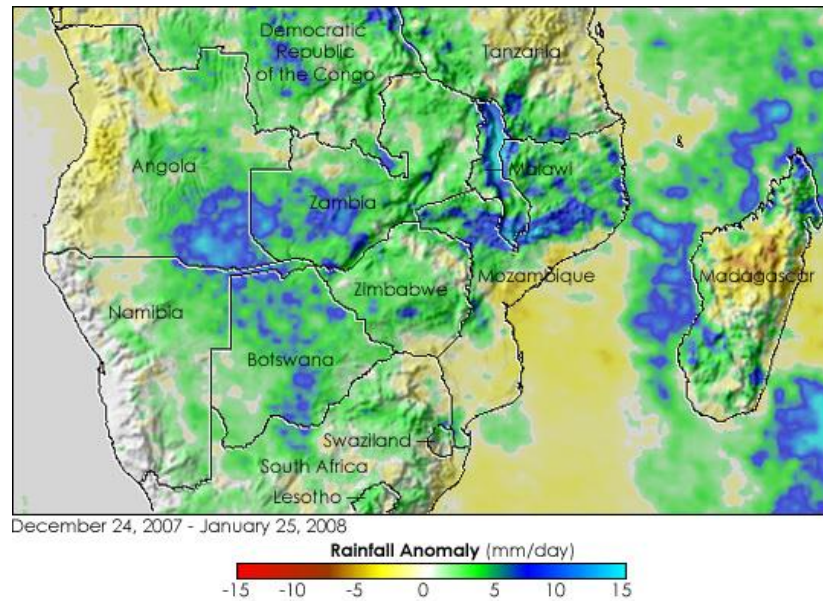 Democratic
Republic
of the Congo
Tanzania
Angola
Malawi
Zambia
Mozambique
Madagascar
Zimbabwe
Namibia
Botswana
Swaziland
South Africa
Lesotho
December 24, 2007 - January 25, 2008
Rainfall Anomaly (mm/day)
-15 -10 -5 0 5 10 15